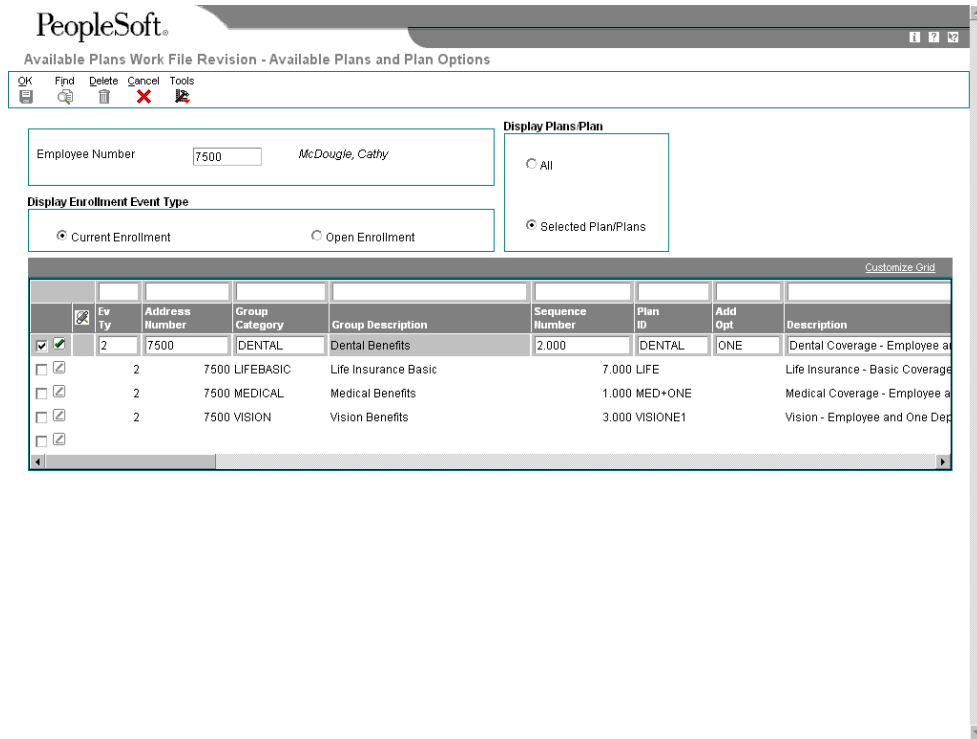 PeopleSoft®
Available Plans Work File Revision - Available Plans and Plan Options
OK Find Delete Cancel Tools
Display Plans/Plan
Employee Number 7500 McDougle, Cathy
All
Display Enrollment Event Type
Selected Plan/Plans
Current Enrollment Open Enrollment
Customize Grid
Ev Ty Address Number Group Category Group Description Sequence Number Plan ID Add Opt Description
2 7500 DENTAL Dental Benefits 2.000 DENTAL ONE Dental Coverage - Employee a
2 7500 LIFEBASIC Life Insurance Basic 7.000 LIFE Life Insurance - Basic Coverage
2 7500 MEDICAL Medical Benefits 1.000 MED+ONE Medical Coverage - Employee a
2 7500 VISION Vision Benefits 3.000 VISIONE1 Vision - Employee and One Dep